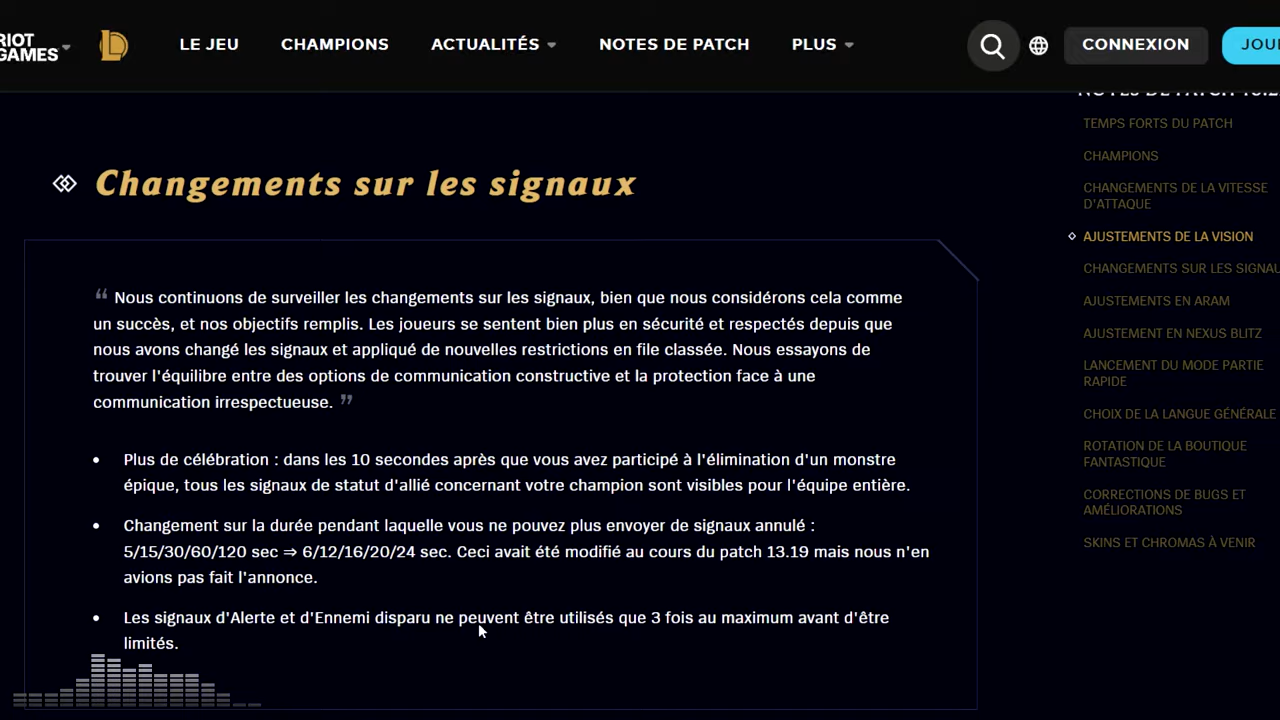 RIOT
GAMES
LE JEU
CHAMPIONS
ACTUALITÉS
NOTES DE PATCH
PLUS
CONNEXION
Changements sur les signaux
“ Nous continuons de surveiller les changements sur les signaux, bien que nous considérons cela comme
un succès, et nos objectifs remplis. Les joueurs se sentent bien plus en sécurité et respectés depuis que
nous avons changé les signaux et appliqué de nouvelles restrictions en file classée. Nous essayons de
trouver l'équilibre entre des options de communication constructive et la protection face à une
communication irrespectueuse. ”
• Plus de célébration : dans les 10 secondes après que vous avez participé à l'élimination d'un monstre
épique, tous les signaux de statut d'allié concernant votre champion sont visibles pour l'équipe entière.
• Changement sur la durée pendant laquelle vous ne pouvez plus envoyer de signaux annulé :
5/15/30/60/120 sec ⇒ 6/12/16/20/24 sec. Ceci avait été modifié au cours du patch 13.19 mais nous n'en
avions pas fait l'annonce.
• Les signaux d'Alerte et d'Ennemi disparu ne peuvent être utilisés que 3 fois au maximum avant d'être
limités.
NOTES DE PATCH
TEMPS FORTS DU PATCH
CHAMPIONS
CHANGEMENTS DE LA VITESSE
D'ATTAQUE
AJUSTEMENTS DE LA VISION
CHANGEMENTS SUR LES SIGNAU
AJUSTEMENTS EN ARAM
AJUSTEMENT EN NEXUS BLITZ
LANCEMENT DU MODE PARTIE
RAPIDE
CHOIX DE LA LANGUE GÉNÉRALE
ROTATION DE LA BOUTIQUE
FANTASTIQUE
CORRECTIONS DE BUGS ET
AMÉLIORATIONS
SKINS ET CHROMAS À VENIR